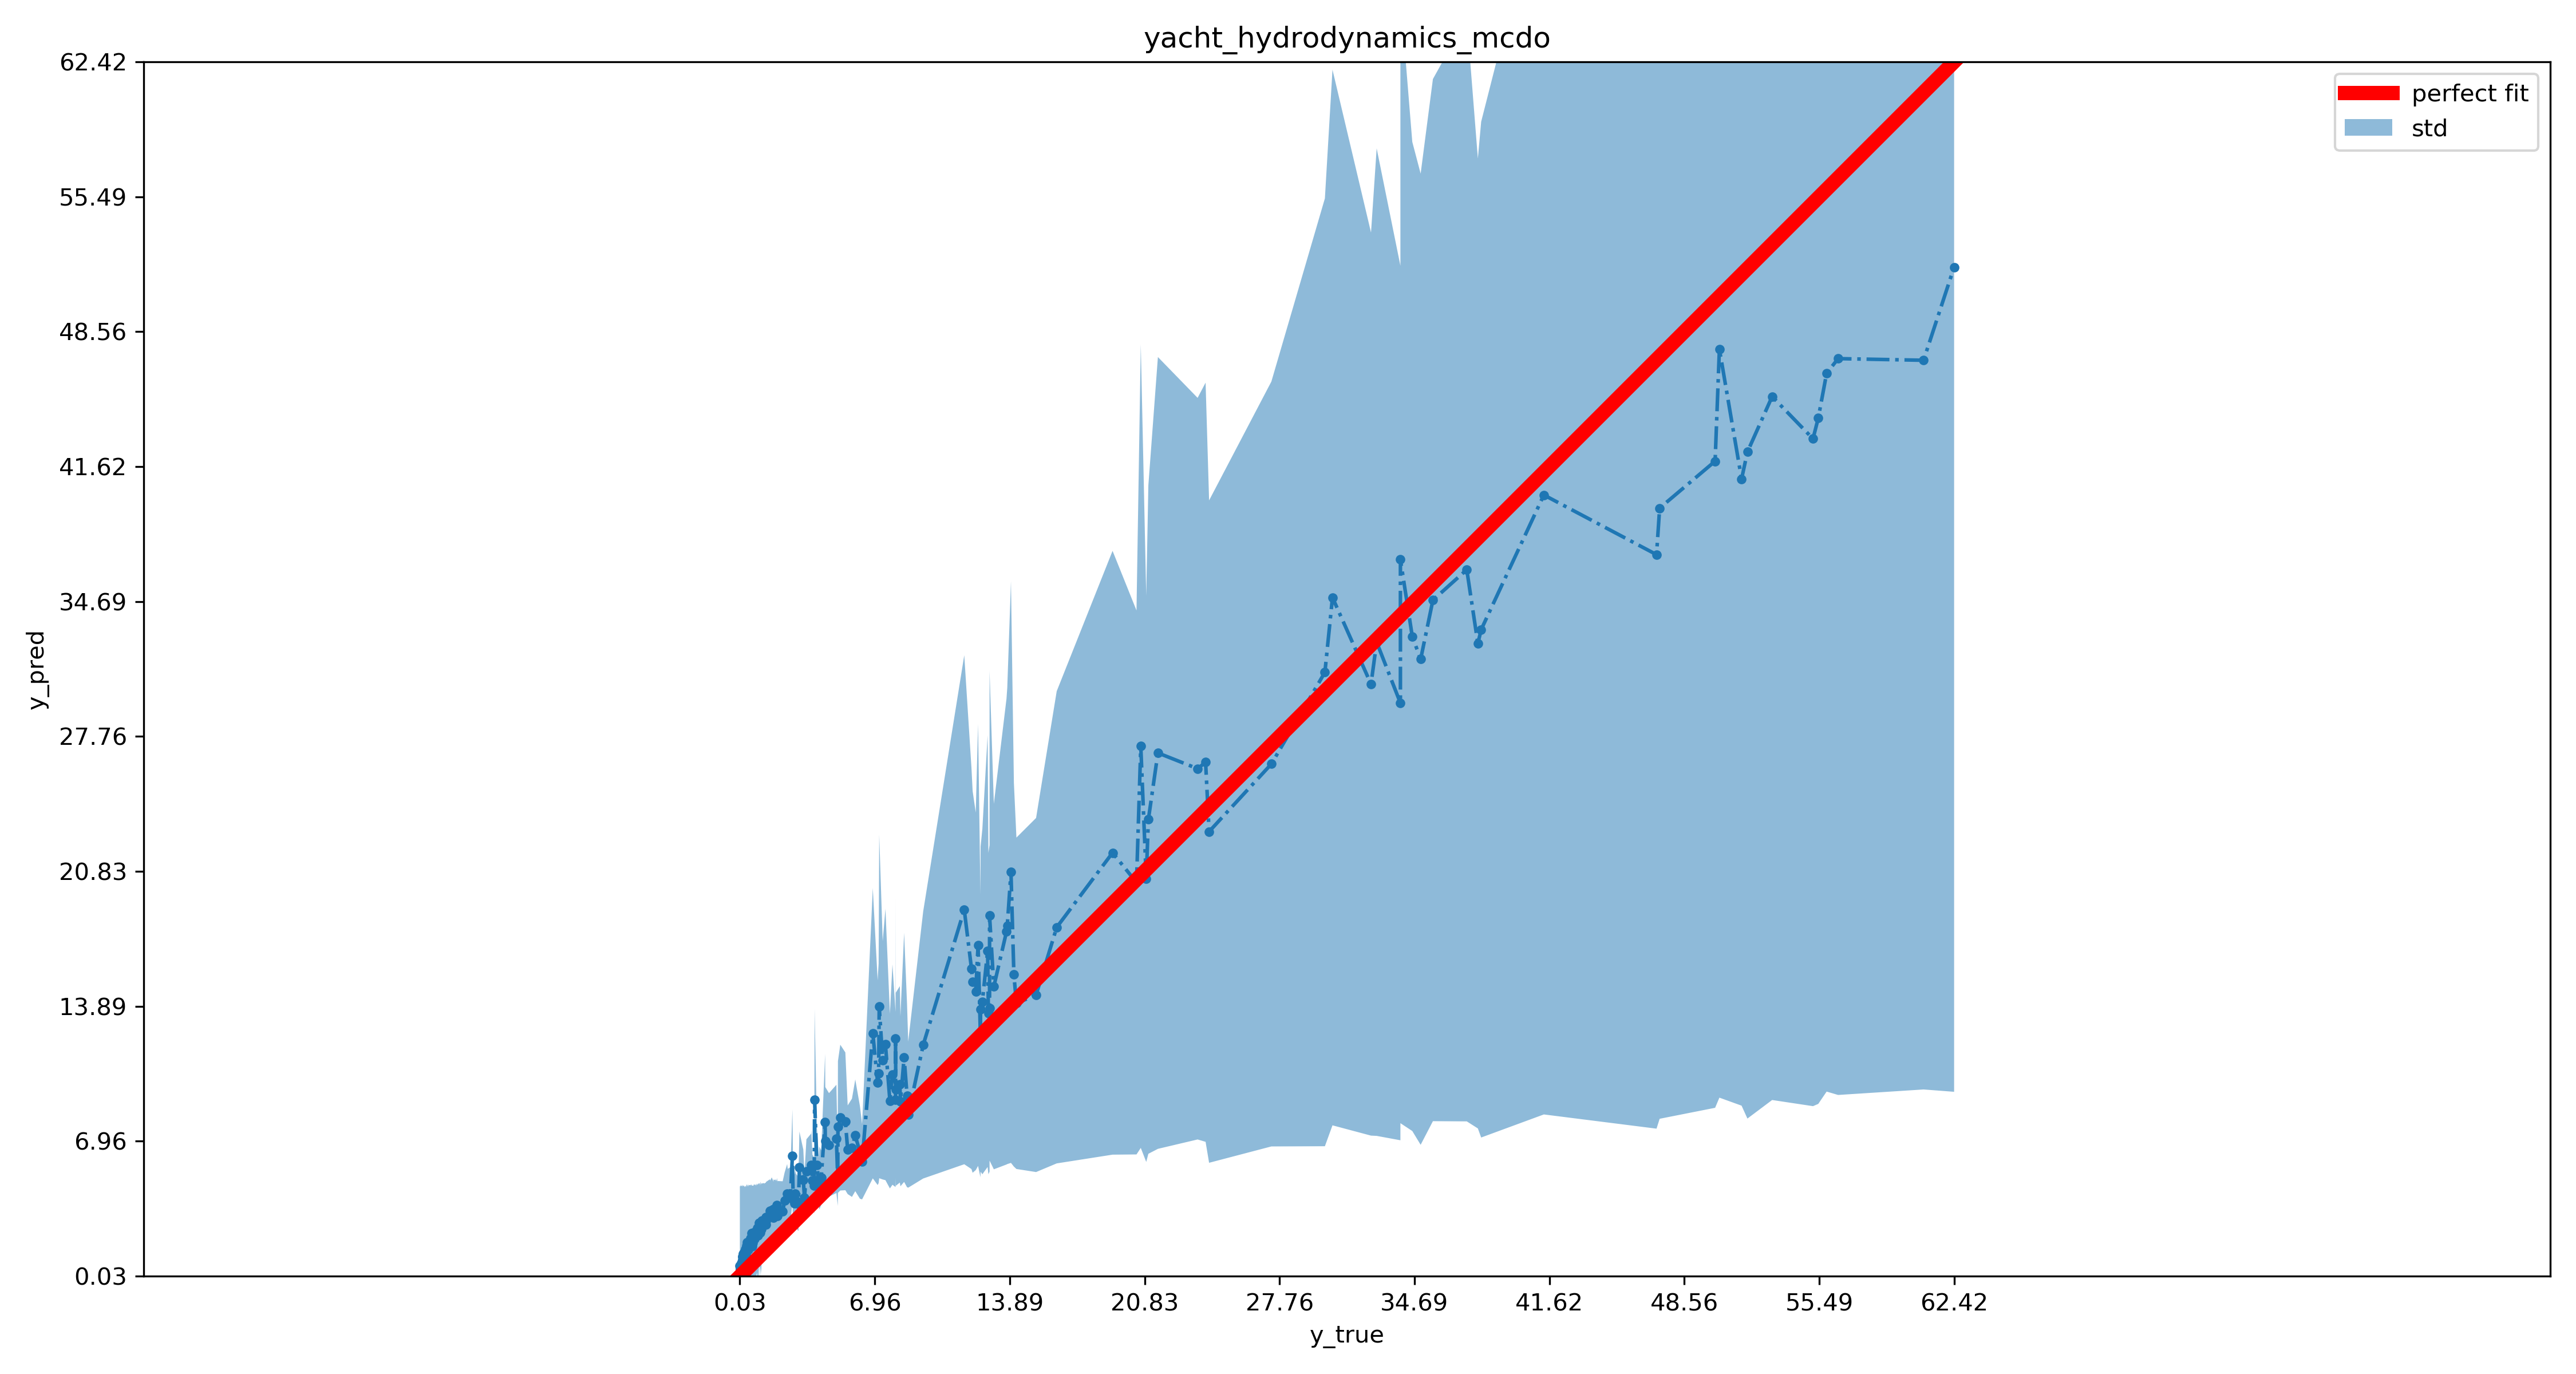 yacht_hydrodynamics_mcdo
perfect fit
std
62.42
55.49
48.56
41.62
34.69
27.76
20.83
13.89
6.96
0.03
y_pred
0.03 6.96 13.89 20.83 27.76 34.69 41.62 48.56 55.49 62.42
y_true